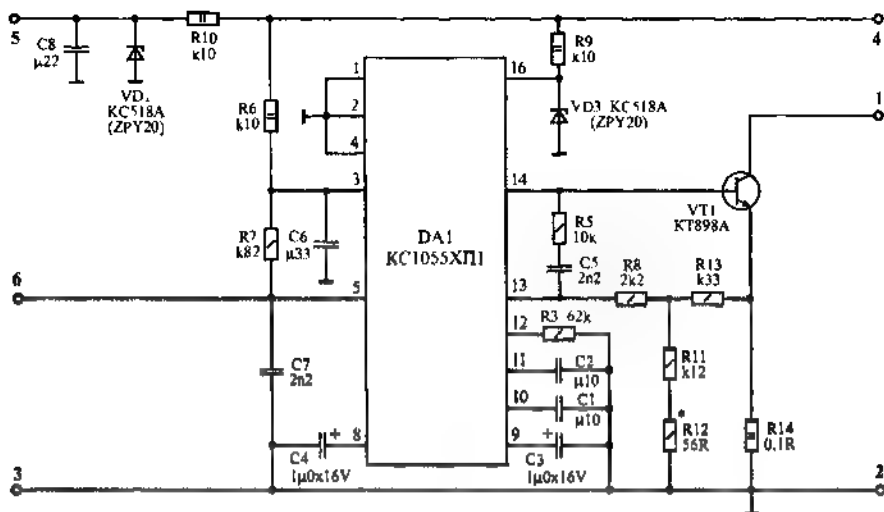 5
C8
µ22
VD1
KC518A
(ZPY20)
R10
k10
4
R9
k10
1
2
4
3
5
8
16
14
13
12
11
10
9
DA1
KC1055ХП1
VD3 KC518A
(ZPY20)
1
VT1
KT898A
R6
k10
R7
k82
C6
µ33
R5
10k
C5
2n2
R8
2k2
R13
k33
6
R3 62k
C2
µ10
C1
µ10
R11
k12
*
R12
56R
R14
0,1R
C7
2n2
+
C4
1µ0x16V
+
C3
1µ0x16V
3
2